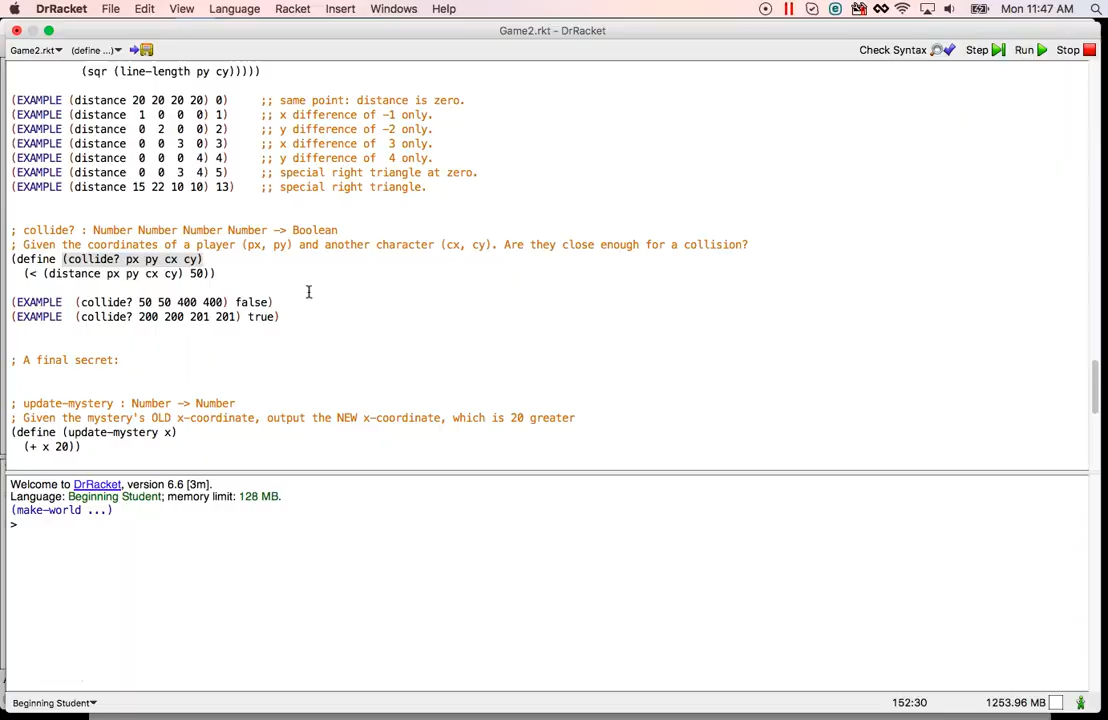 DrRacket File Edit View Language Racket Insert Windows Help Mon 11:47 AM
Game2.rkt - DrRacket
Game2.rkt (define ...) Check Syntax Step Run Stop
(sqr (line-length py cy)))))
(EXAMPLE (distance 20 20 20 20) 0) ;; same point: distance is zero.
(EXAMPLE (distance 1 0 0 0) 1) ;; x difference of -1 only.
(EXAMPLE (distance 0 2 0 0) 2) ;; y difference of -2 only.
(EXAMPLE (distance 0 0 3 0) 3) ;; x difference of 3 only.
(EXAMPLE (distance 0 0 0 4) 4) ;; y difference of 4 only.
(EXAMPLE (distance 0 0 3 4) 5) ;; special right triangle at zero.
(EXAMPLE (distance 15 22 10 10) 13) ;; special right triangle.
; collide? : Number Number Number Number -> Boolean
; Given the coordinates of a player (px, py) and another character (cx, cy). Are they close enough for a collision?
(define (collide? px py cx cy)
(< (distance px py cx cy) 50))
(EXAMPLE (collide? 50 50 400 400) false)
(EXAMPLE (collide? 200 200 201 201) true)
; A final secret:
; update-mystery : Number -> Number
; Given the mystery's OLD x-coordinate, output the NEW x-coordinate, which is 20 greater
(define (update-mystery x)
(+ x 20))
Welcome to DrRacket, version 6.6 [3m].
Language: Beginning Student; memory limit: 128 MB.
(make-world ...)
>
Beginning Student 152:30 1253.96 MB